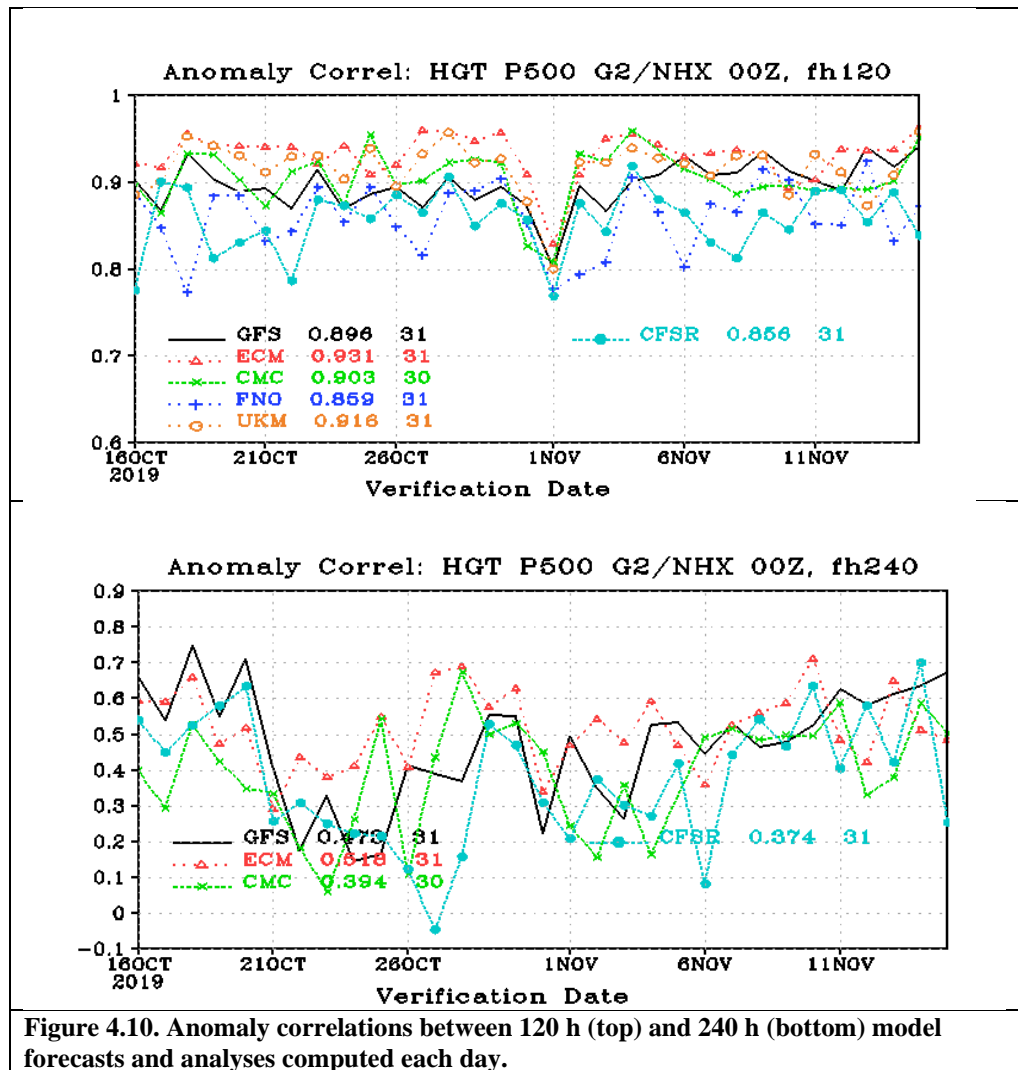 Anomaly Correl: HGT P500 G2/NHX 00Z, fh120
1
0.9
0.8
0.7
0.6
GFS 0.896 31
ECM 0.931 31
CMC 0.903 30
FNO 0.859 31
UKM 0.916 31
CFSR 0.856 31
16OCT 21OCT 26OCT 1NOV 6NOV 11NOV
2019
Verification Date
Anomaly Correl: HGT P500 G2/NHX 00Z, fh240
0.9
0.8
0.7
0.6
0.5
0.4
0.3
0.2
0.1
0
-0.1
GFS 0.473 31
ECM 31
CMC 0.394 30
CFSR 0.374 31
16OCT 21OCT 26OCT 1NOV 6NOV 11NOV
2019
Verification Date
Figure 4.10. Anomaly correlations between 120 h (top) and 240 h (bottom) model
forecasts and analyses computed each day.